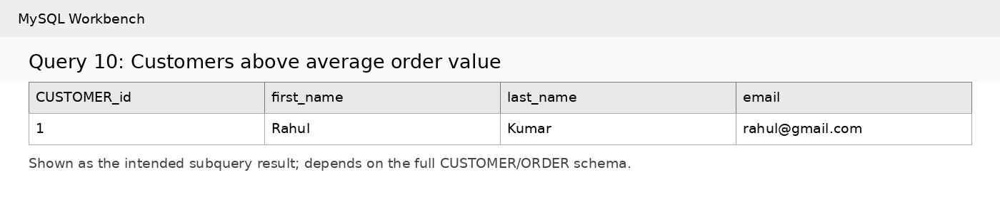 MySQL Workbench
Query 10: Customers above average order value
CUSTOMER_id first_name last_name email
1 Rahul Kumar rahul@gmail.com
Shown as the intended subquery result; depends on the full CUSTOMER/ORDER schema.